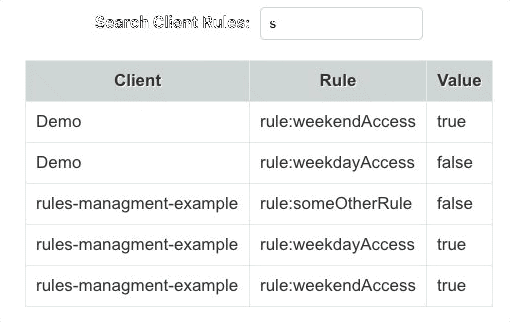 Search Client Rules: s
Client Rule Value
Demo rule:weekendAccess true
Demo rule:weekdayAccess false
rules-managment-example rule:someOtherRule false
rules-managment-example rule:weekdayAccess true
rules-managment-example rule:weekendAccess true